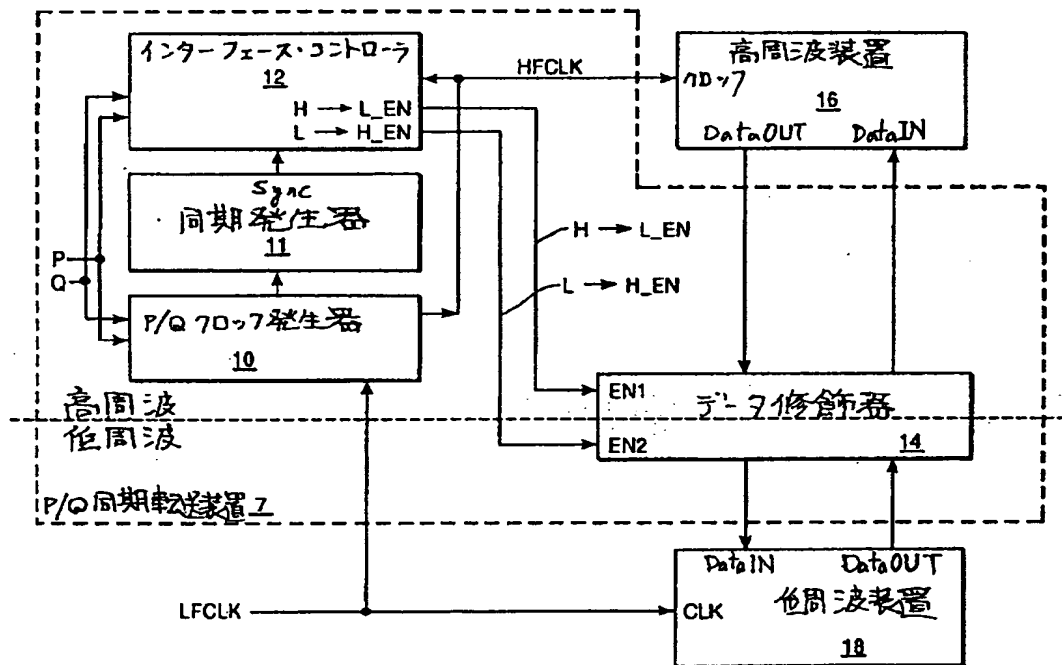 インターフェース・コントローラ
12
H → L_EN
L → H_EN
HFCLK
高周波装置
クロック
16
DataOUT DataIN
Sync
同期発生器
11
P
Q
H → L_EN
L → H_EN
P/Q クロック発生器
10
高周波
低周波
EN1
データ修飾器
EN2
14
P/Q同期転送装置 7
DataIN DataOUT
LFCLK
CLK
低周波装置
18